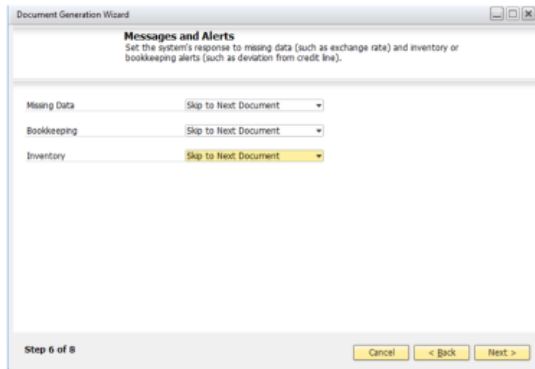 Document Generation Wizard
Messages and Alerts
Set the system's response to missing data (such as exchange rate) and inventory or
bookkeeping alerts (such as deviation from credit line).
Missing Data Skip to Next Document
Bookkeeping Skip to Next Document
Inventory Skip to Next Document
Step 6 of 8 Cancel < Back Next >